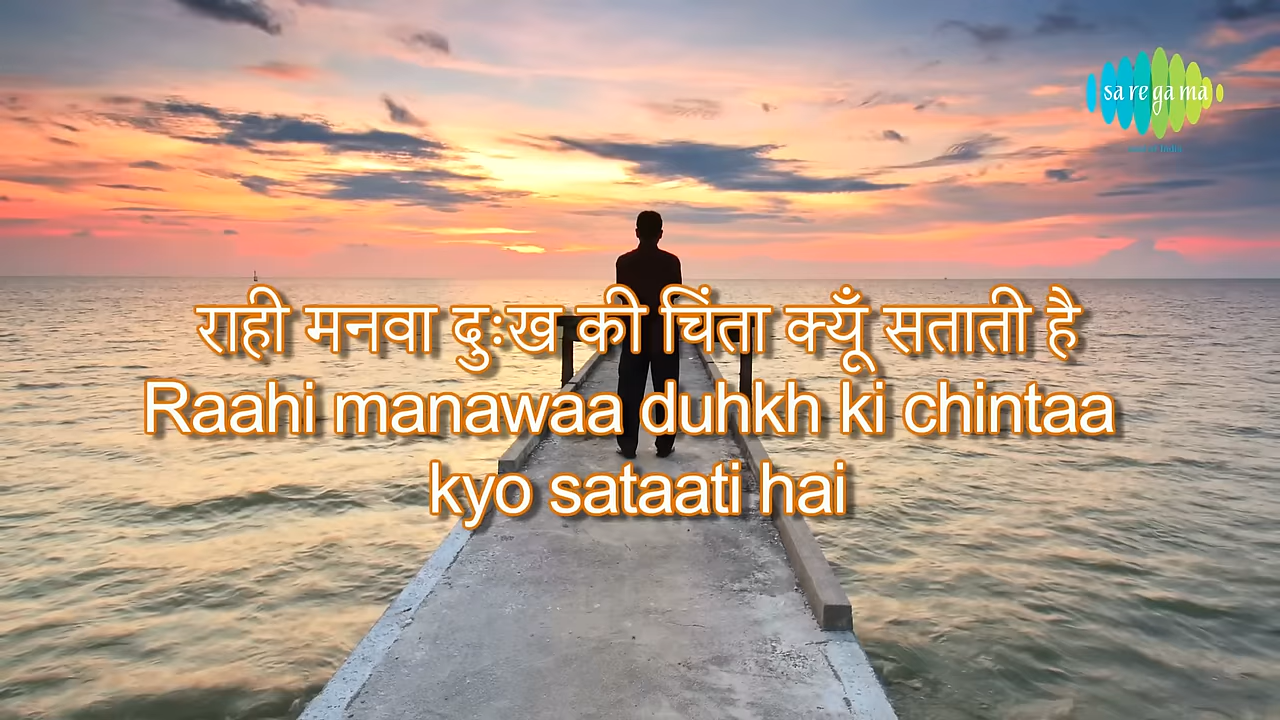 sa re ga ma
राही मनवा दुःख की चिंता क्यूँ सताती है
Raahi manawaa duhkh ki chintaa
kyo sataati hai